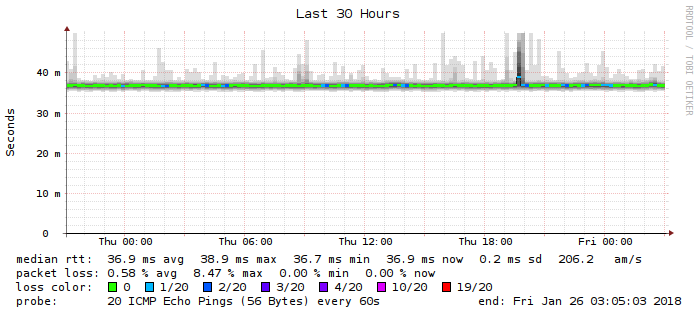 Last 30 Hours
RRDTOOL / TOBI OETIKER
Seconds
40 m
30 m
20 m
10 m
0
Thu 00:00 Thu 06:00 Thu 12:00 Thu 18:00 Fri 00:00
median rtt: 36.9 ms avg 38.9 ms max 36.7 ms min 36.9 ms now 0.2 ms sd 206.2 am/s
packet loss: 0.58 % avg 8.47 % max 0.00 % min 0.00 % now
loss color: 0 1/20 2/20 3/20 4/20 10/20 19/20
probe: 20 ICMP Echo Pings (56 Bytes) every 60s end: Fri Jan 26 03:05:03 2018